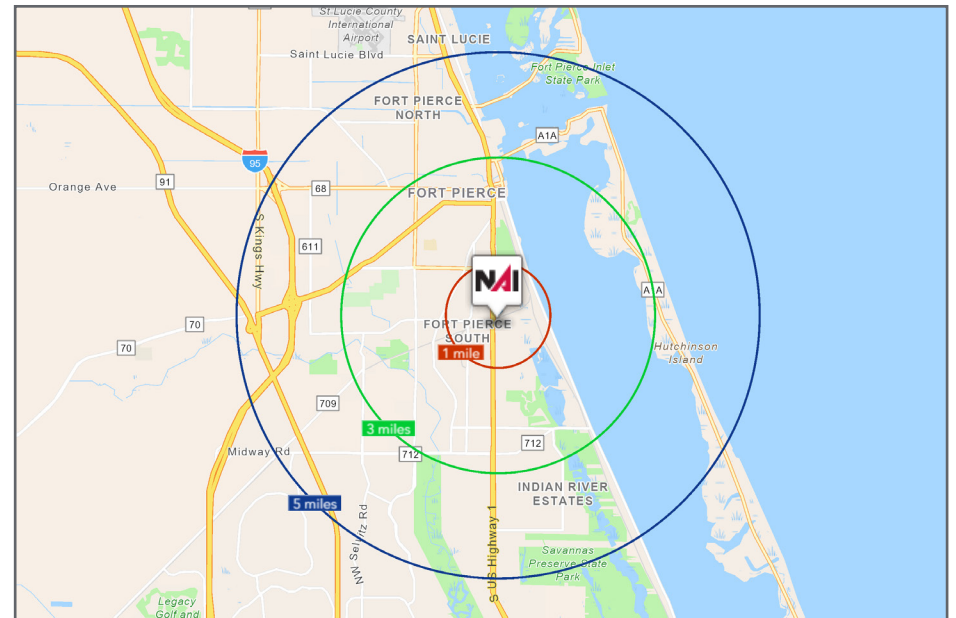 St Lucie County
International
Airport
SAINT LUCIE
Saint Lucie Blvd
Fort Pierce Inlet
State Park
FORT PIERCE
NORTH
A1A
95
Orange Ave
91
68
FORT PIERCE
S Kings Hwy
611
NAI
A1A
70
FORT PIERCE
SOUTH
70
1 mile
Hutchinson
Island
709
3 miles
712
Midway Rd
712
INDIAN RIVER
ESTATES
5 miles
NW Selvitz Rd
S US Highway 1
Savannas
Preserve State
Park
Legacy
Golf and